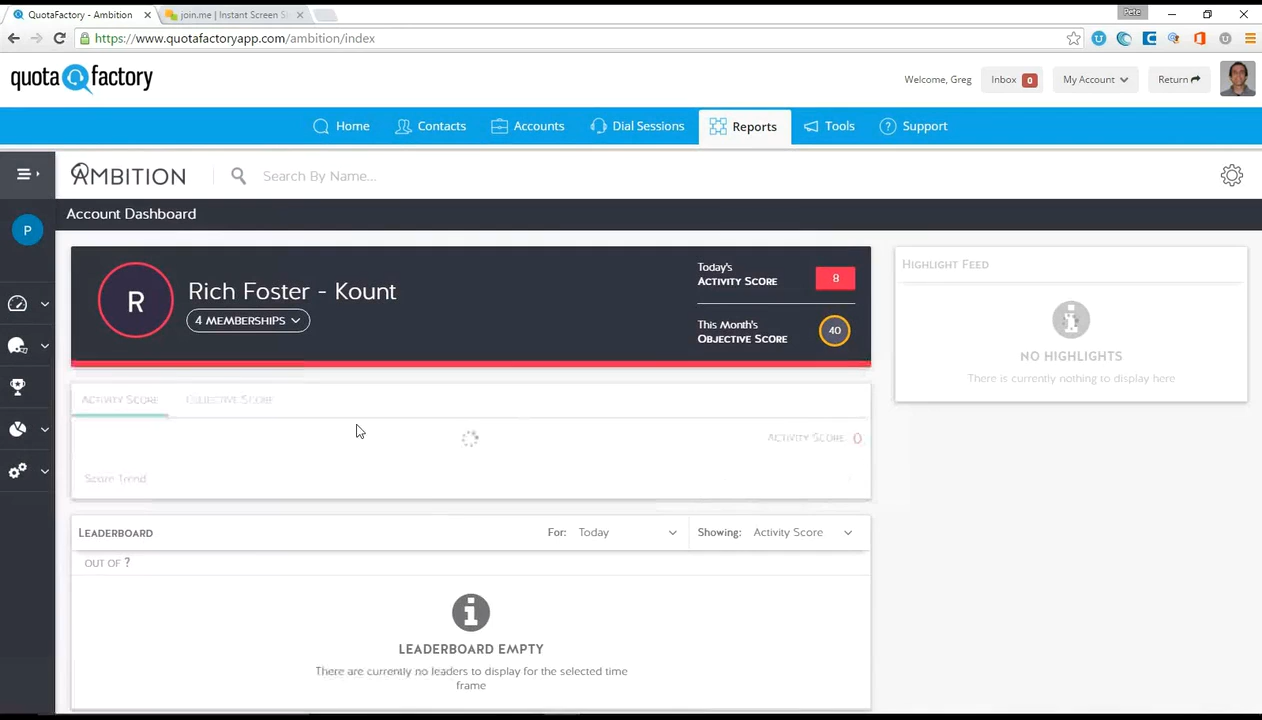 QuotaFactory - Ambition
join.me | Instant Screen S
Pete
https://www.quotafactoryapp.com/ambition/index
quota factory
Welcome, Greg
Inbox 0
My Account
Return
Home
Contacts
Accounts
Dial Sessions
Reports
Tools
Support
AMBITION
Search By Name...
Account Dashboard
P
R
Rich Foster - Kount
4 MEMBERSHIPS
Today's
ACTIVITY SCORE
8
This Month's
OBJECTIVE SCORE
40
HIGHLIGHT FEED
NO HIGHLIGHTS
There is currently nothing to display here
ACTIVITY SCORE
OBJECTIVE SCORE
ACTIVITY SCORE 0
Score Trend
LEADERBOARD
For: Today
Showing: Activity Score
OUT OF ?
LEADERBOARD EMPTY
There are currently no leaders to display for the selected time
frame